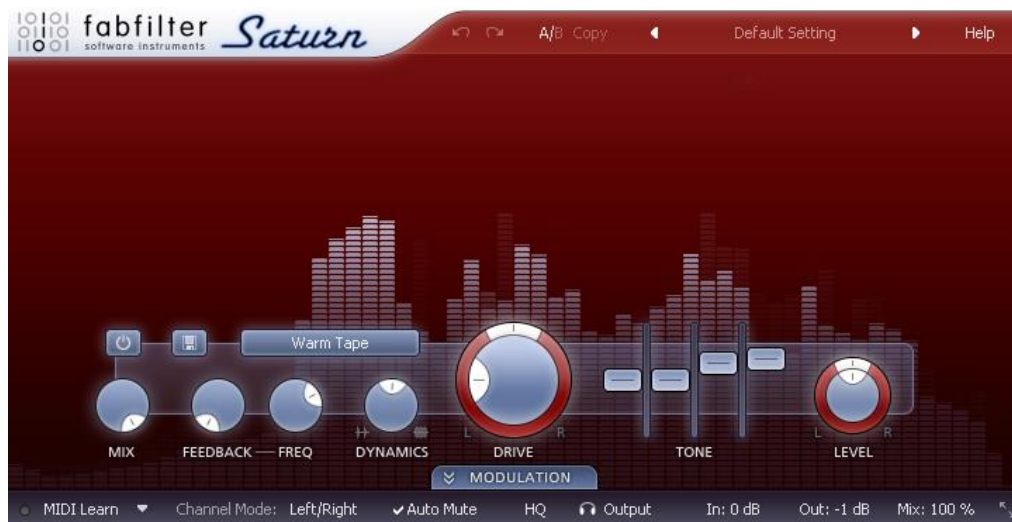 fabfilter
software instruments
Saturn
A/B Copy
Default Setting
Help
Warm Tape
L R
L R
MIX
FEEDBACK
FREQ
DYNAMICS
DRIVE
TONE
LEVEL
MODULATION
MIDI Learn
Channel Mode: Left/Right
Auto Mute
HQ
Output
In: 0 dB
Out: -1 dB
Mix: 100 %